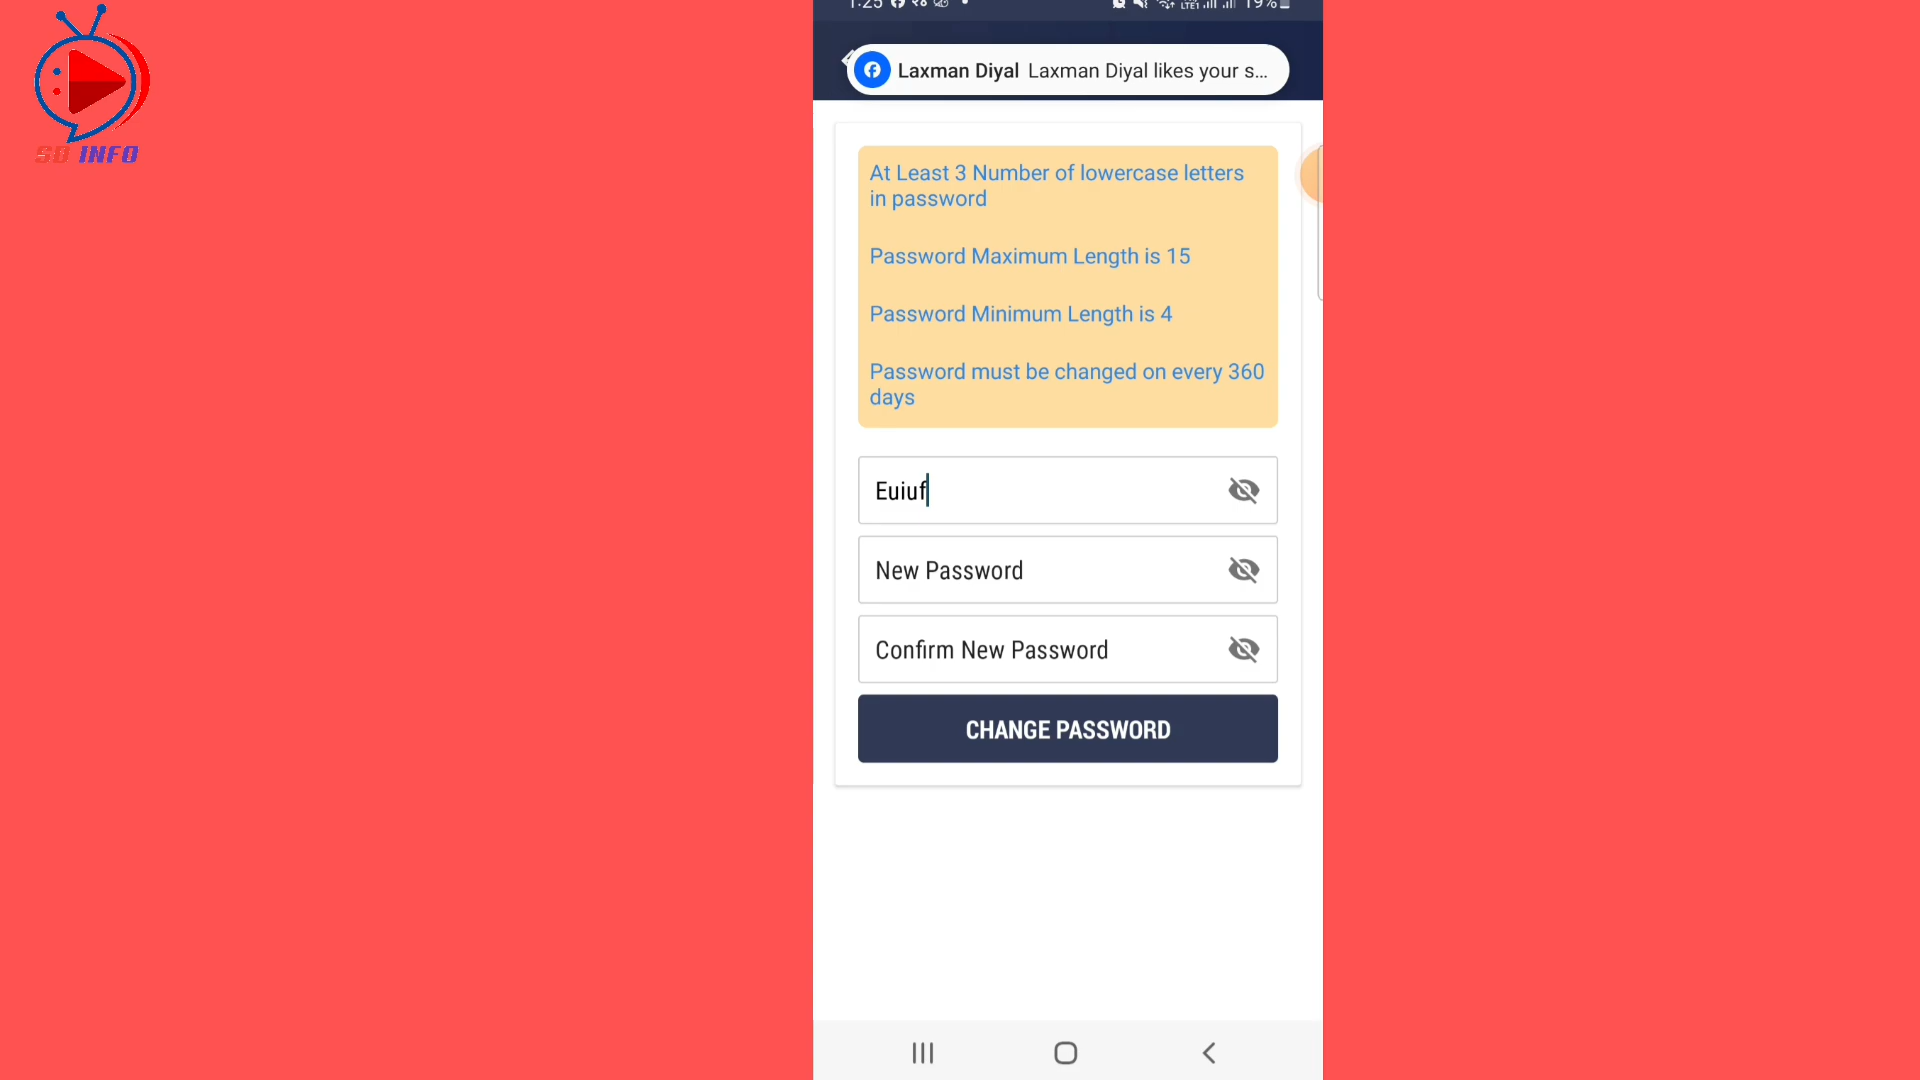 SD INFO
1:25
19%
Laxman Diyal Laxman Diyal likes your s...
At Least 3 Number of lowercase letters
in password
Password Maximum Length is 15
Password Minimum Length is 4
Password must be changed on every 360
days
Euiuf
New Password
Confirm New Password
CHANGE PASSWORD